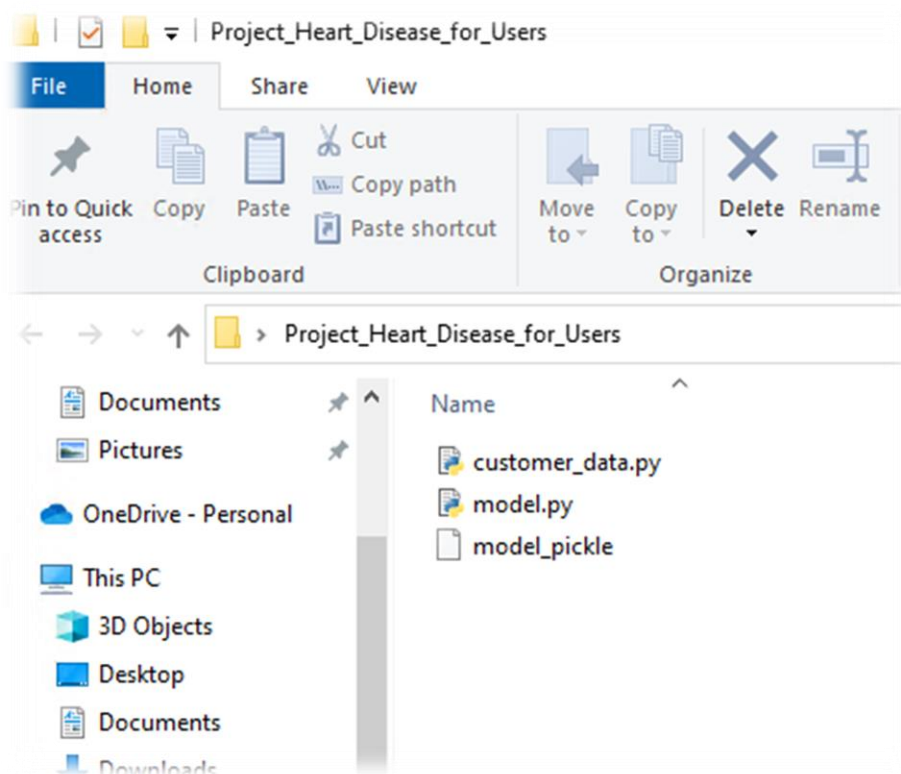 Project_Heart_Disease_for_Users
File Home Share View
Pin to Quick access
Copy
Paste
Cut
Copy path
Paste shortcut
Move to
Copy to
Delete
Rename
Clipboard
Organize
Project_Heart_Disease_for_Users
Documents
Pictures
OneDrive - Personal
This PC
3D Objects
Desktop
Documents
Downloads
Name
customer_data.py
model.py
model_pickle